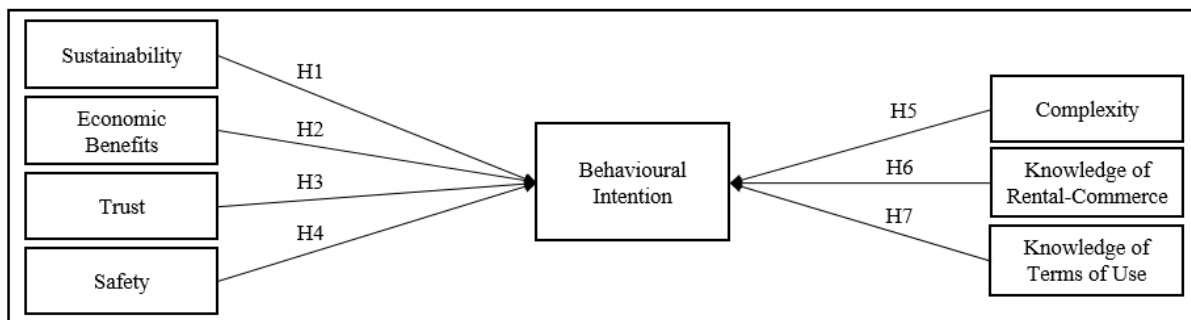 Sustainability
H1
Economic
Benefits
H2
Trust
H3
Safety
H4
Behavioural
Intention
H5
Complexity
H6
Knowledge of
Rental-Commerce
H7
Knowledge of
Terms of Use